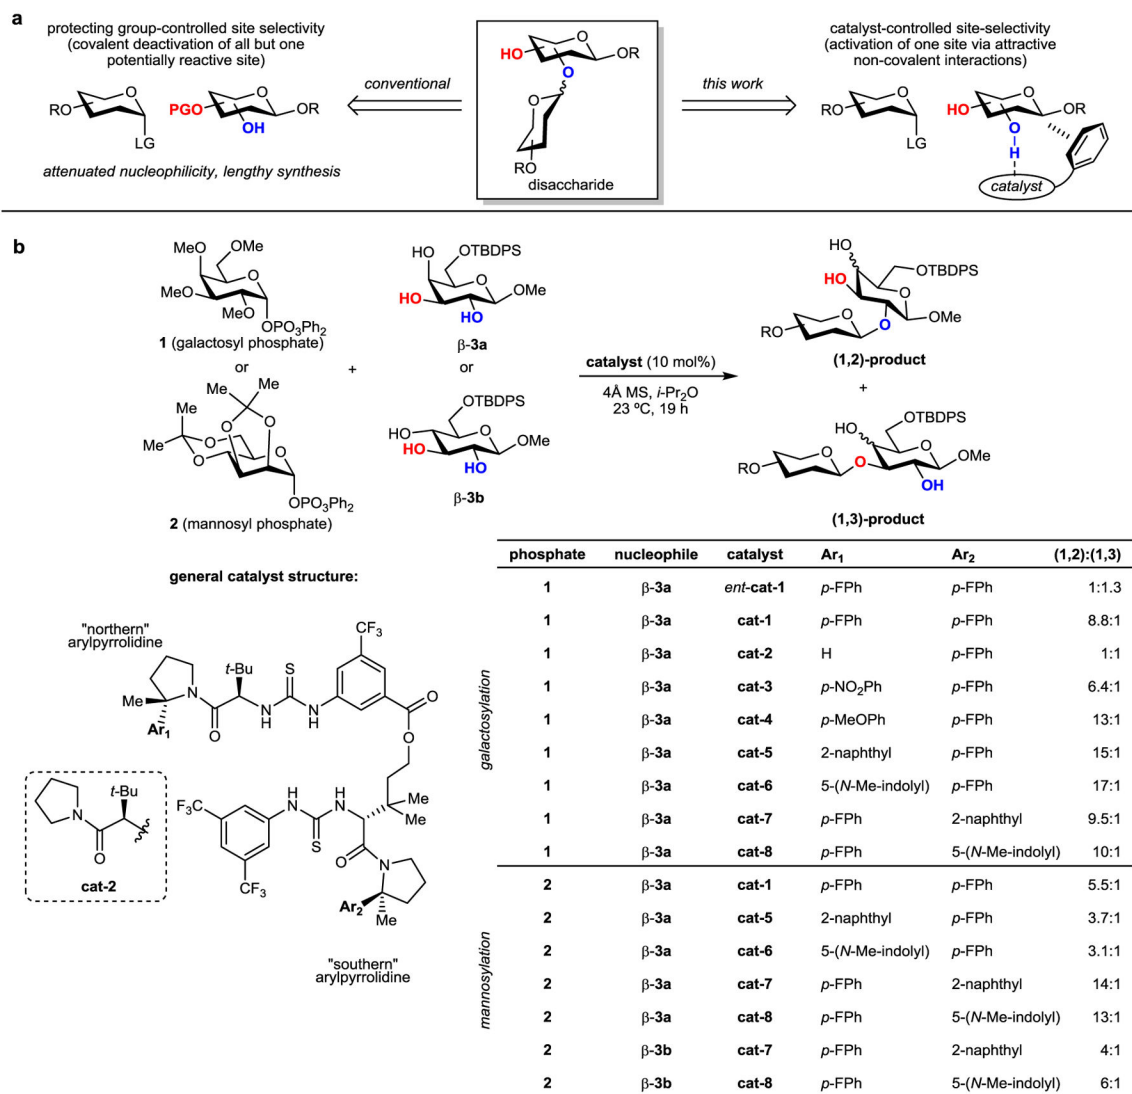 a
protecting group-controlled site selectivity
(covalent deactivation of all but one
potentially reactive site)
RO
O
LG
PGO
O
OR
OH
attenuated nucleophilicity, lengthy synthesis
conventional
HO
O
OR
O
O
RO
disaccharide
this work
catalyst-controlled site-selectivity
(activation of one site via attractive
non-covalent interactions)
RO
O
LG
HO
O
OR
O
H
catalyst
b
MeO
OMe
O
MeO
MeO
OPO3Ph2
1 (galactosyl phosphate)
or
Me
Me
Me
Me
O
O
O
O
O
OPO3Ph2
2 (mannosyl phosphate)
+
HO
OTBDPS
O
OMe
HO
HO
β-3a
or
OTBDPS
HO
O
OMe
HO
HO
β-3b
catalyst (10 mol%)
4Å MS, i-Pr2O
23 ºC, 19 h
HO
OTBDPS
HO
O
O
OMe
RO
O
(1,2)-product
+
HO
OTBDPS
O
O
OMe
RO
O
OH
(1,3)-product
general catalyst structure:
"northern"
arylpyrrolidine
CF3
t-Bu
S
Me
N
O
N
H
N
H
Ar1
O
O
t-Bu
N
O
cat-2
F3C
H
N
H
N
S
Me
Me
CF3
O
N
Ar2
Me
"southern"
arylpyrrolidine
phosphate nucleophile catalyst Ar1 Ar2 (1,2):(1,3)
galactosylation
1 β-3a ent-cat-1 p-FPh p-FPh 1:1.3
1 β-3a cat-1 p-FPh p-FPh 8.8:1
1 β-3a cat-2 H p-FPh 1:1
1 β-3a cat-3 p-NO2Ph p-FPh 6.4:1
1 β-3a cat-4 p-MeOPh p-FPh 13:1
1 β-3a cat-5 2-naphthyl p-FPh 15:1
1 β-3a cat-6 5-(N-Me-indolyl) p-FPh 17:1
1 β-3a cat-7 p-FPh 2-naphthyl 9.5:1
1 β-3a cat-8 p-FPh 5-(N-Me-indolyl) 10:1
mannosylation
2 β-3a cat-1 p-FPh p-FPh 5.5:1
2 β-3a cat-5 2-naphthyl p-FPh 3.7:1
2 β-3a cat-6 5-(N-Me-indolyl) p-FPh 3.1:1
2 β-3a cat-7 p-FPh 2-naphthyl 14:1
2 β-3a cat-8 p-FPh 5-(N-Me-indolyl) 13:1
2 β-3b cat-7 p-FPh 2-naphthyl 4:1
2 β-3b cat-8 p-FPh 5-(N-Me-indolyl) 6:1